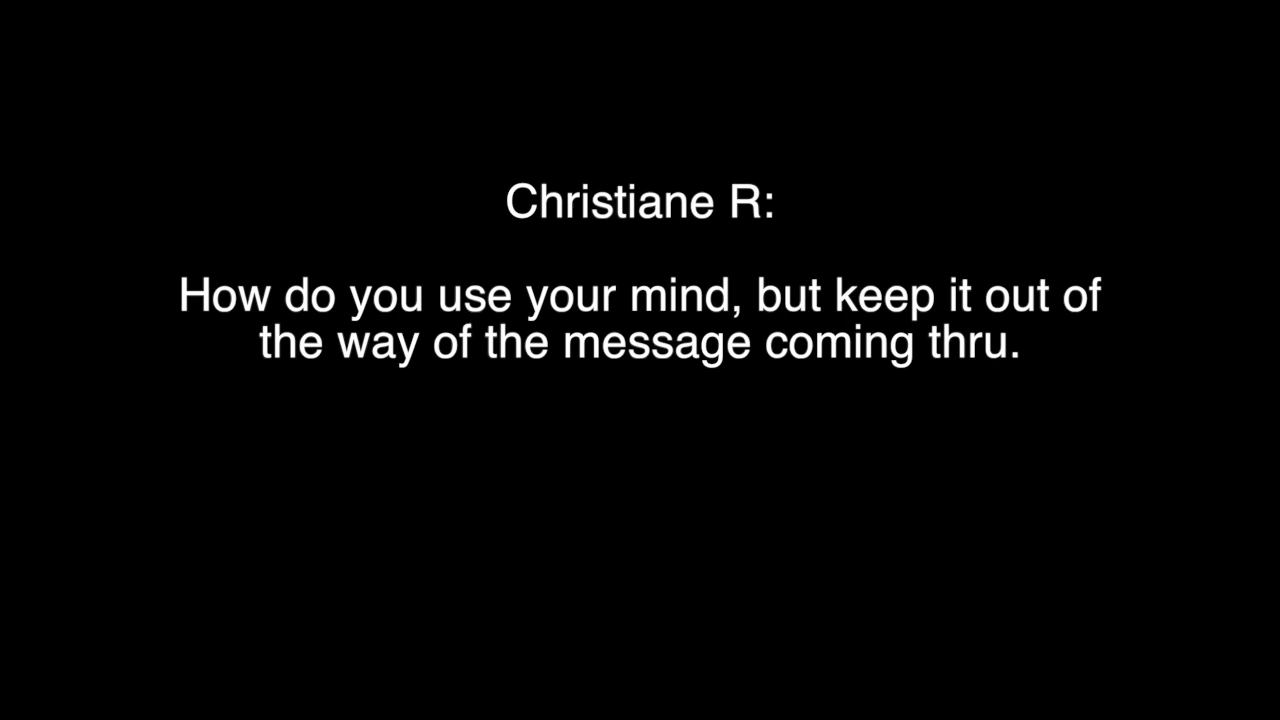 Christiane R:
How do you use your mind, but keep it out of
the way of the message coming thru.